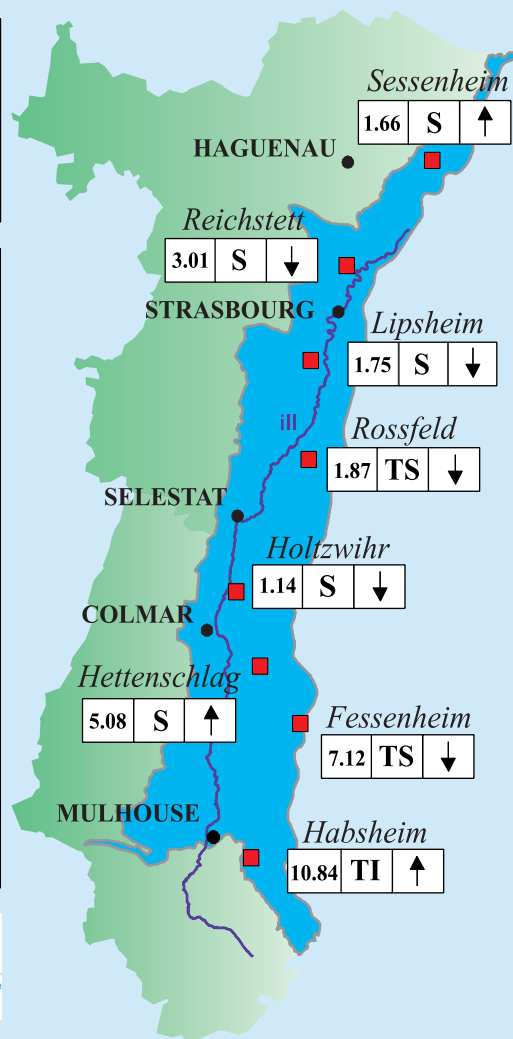 Sessenheim
1.66 S ↑
HAGUENAU
Reichstett
3.01 S ↓
STRASBOURG
Lipsheim
1.75 S ↓
ill
Rossfeld
1.87 TS ↓
SELESTAT
Holtzwihr
1.14 S ↓
COLMAR
Hettenschlag
5.08 S ↑
Fessenheim
7.12 TS ↓
MULHOUSE
Habsheim
10.84 TI ↑